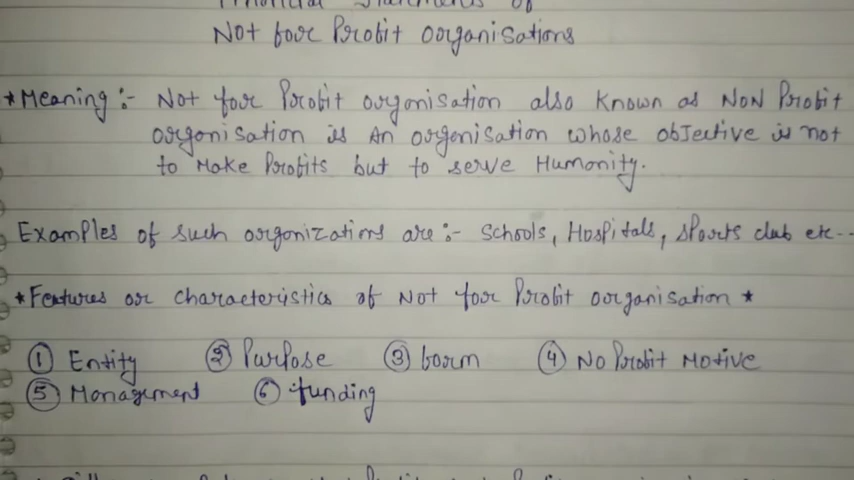 Financial Statements of
Not for Profit Organisations
*Meaning :- Not for Profit organisation also Known as NON Profit
organisation is An organisation whose objective is not
to Make Profits but to serve Humanity.
Examples of such organizations are :- Schools, Hospitals, sports club etc--
*Features or characteristics of Not for Profit organisation *
① Entity ② Purpose ③ form ④ No Profit Motive
⑤ Management ⑥ funding